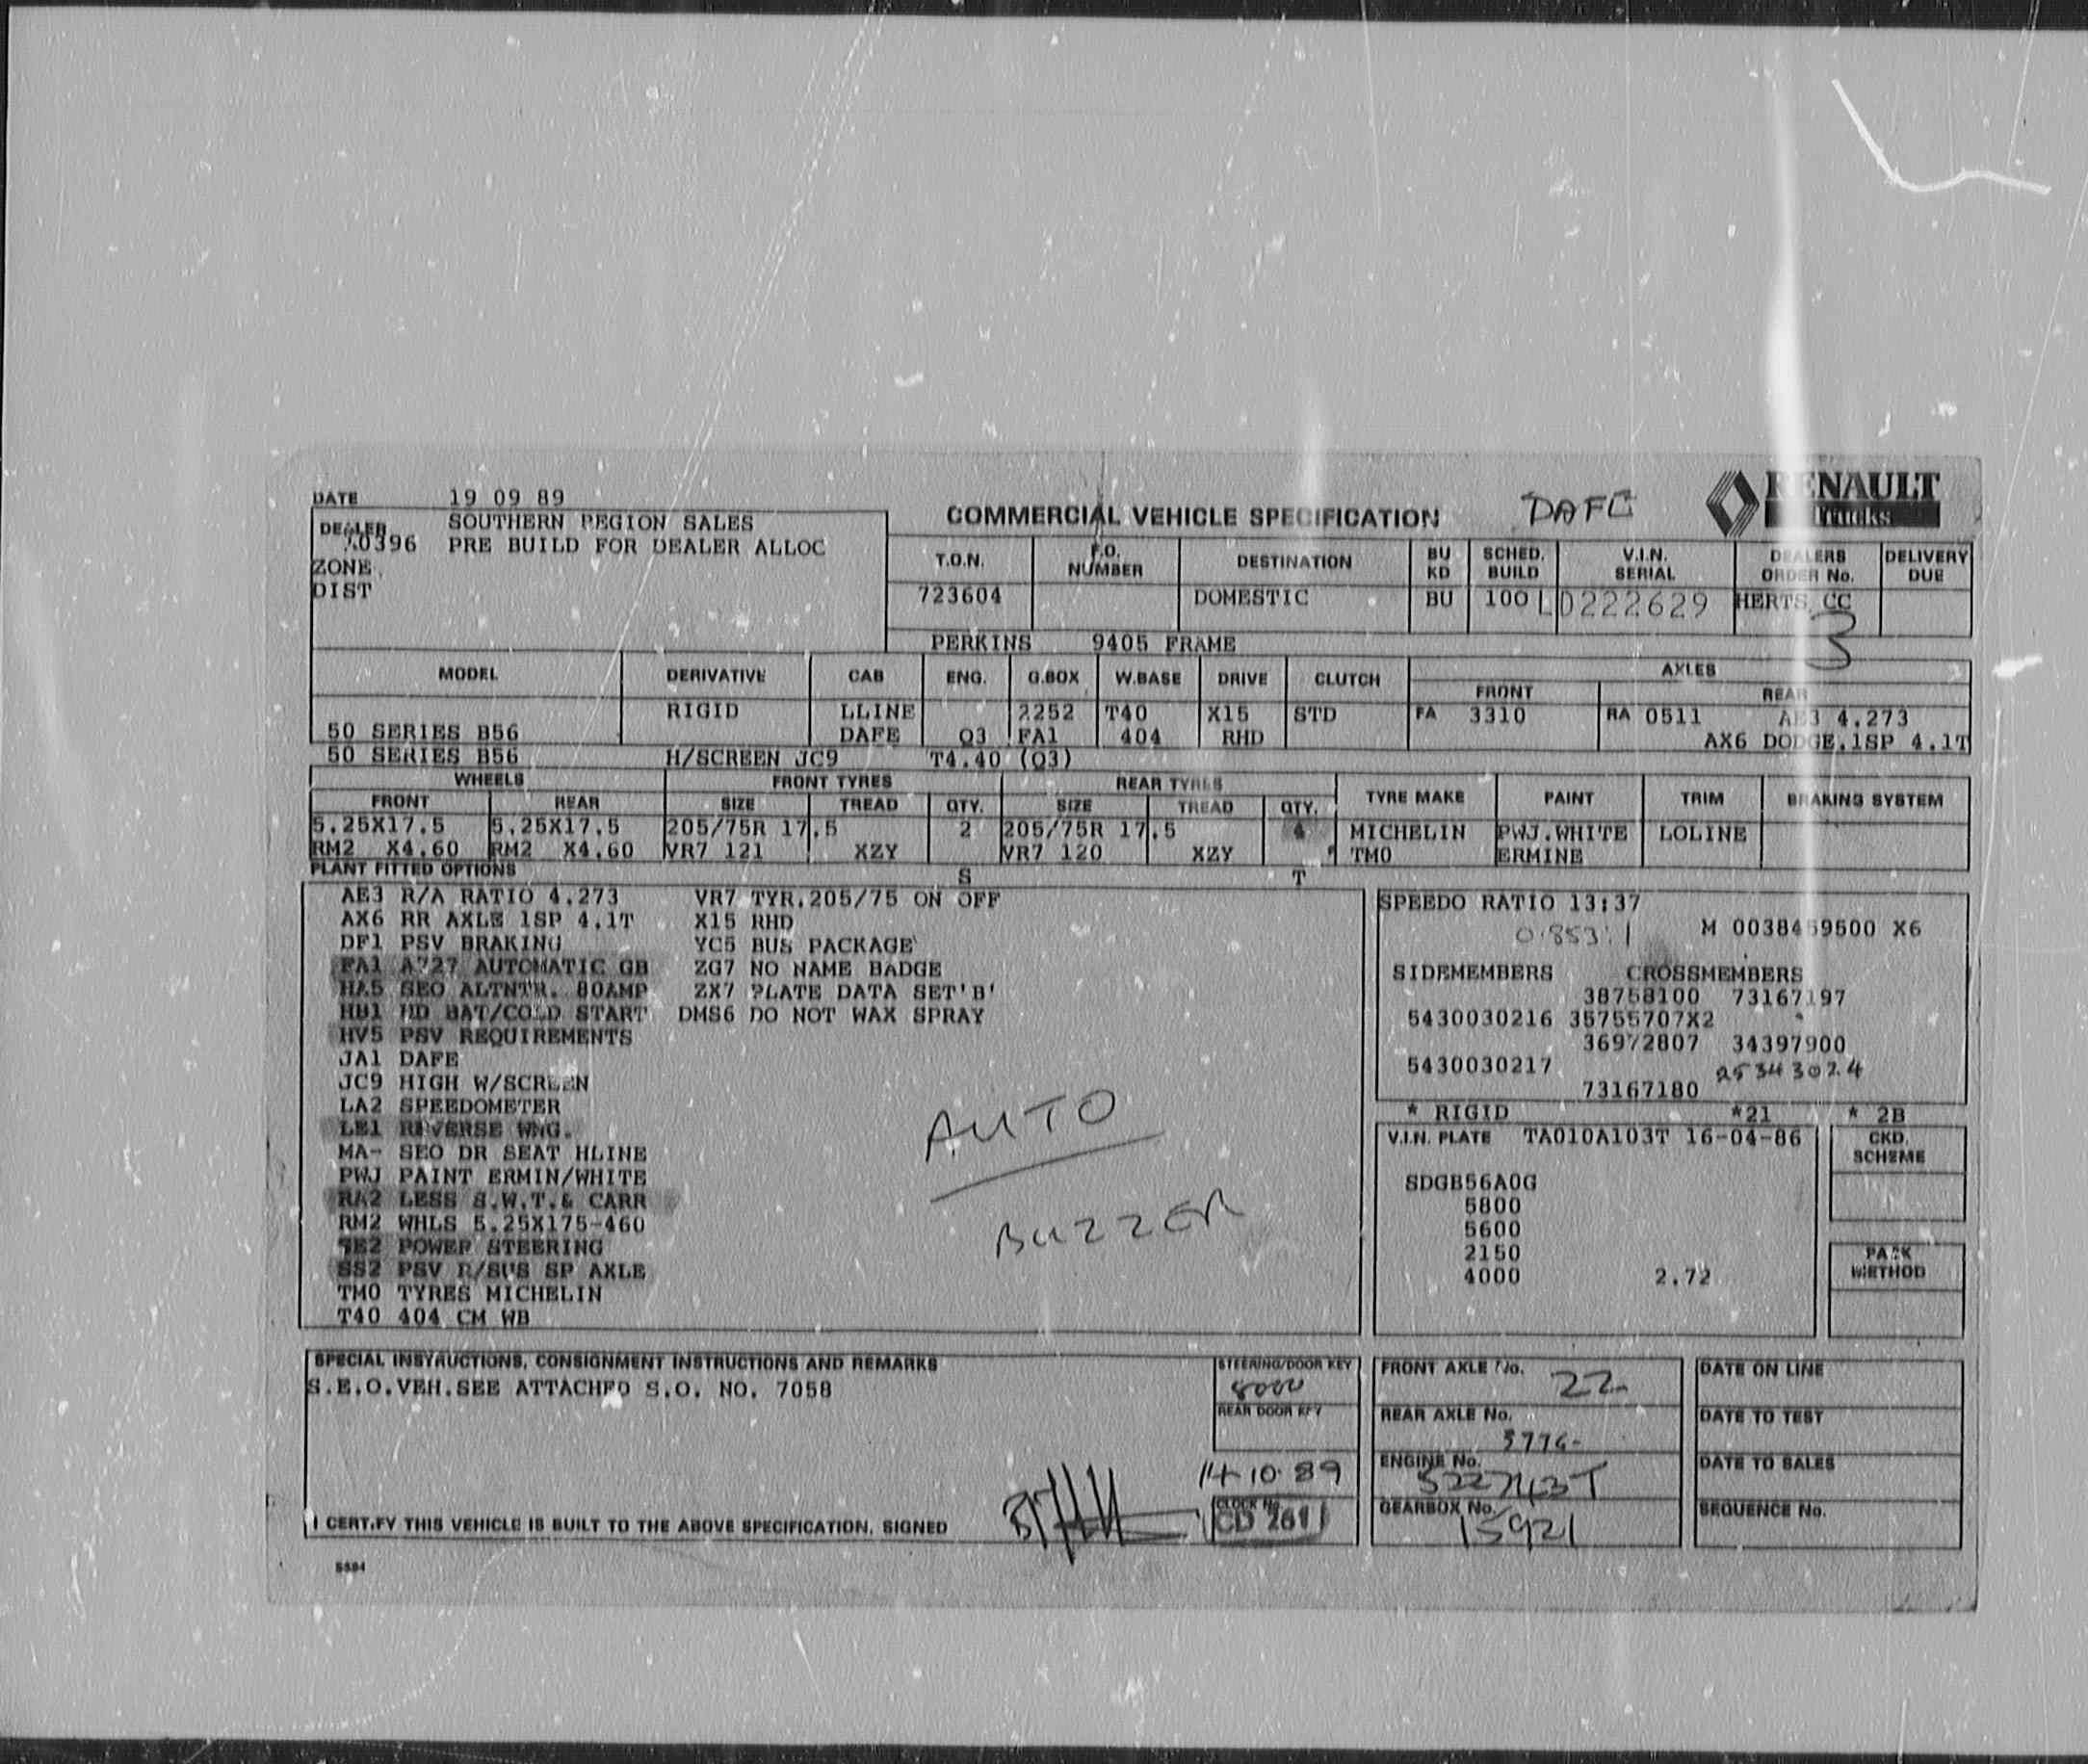 DATE 19 09 89
DEALER SOUTHERN REGION SALES
A0396 PRE BUILD FOR DEALER ALLOC
ZONE
DIST
COMMERCIAL VEHICLE SPECIFICATION DAFC
RENAULT
TRUCKS
T.O.N. F.O. NUMBER DESTINATION BU KD SCHED. BUILD V.I.N. SERIAL DEALERS ORDER No. DELIVERY DUE
723604 DOMESTIC BU 100 LD222629 HERTS CC
3
PERKINS 9405 FRAME
MODEL DERIVATIVE CAB ENG. G.BOX W.BASE DRIVE CLUTCH AXLES
FRONT REAR
RIGID LLINE 2252 T40 X15 STD FA 3310 RA 0511 AE3 4.273
50 SERIES B56 DAFE Q3 FA1 404 RHD AX6 DODGE.1SP 4.1T
50 SERIES B56 H/SCREEN JC9 T4.40 (Q3)
WHEELS FRONT TYRES REAR TYRES TYRE MAKE PAINT TRIM BRAKING SYSTEM
FRONT REAR SIZE TREAD QTY. SIZE TREAD QTY.
5.25X17.5 5.25X17.5 205/75R 17.5 2 205/75R 17.5 4 MICHELIN PWJ.WHITE LOLINE
RM2 X4.60 RM2 X4.60 VR7 121 XZY VR7 120 XZY TMO ERMINE
PLANT FITTED OPTIONS S T
AE3 R/A RATIO 4.273 VR7 TYR.205/75 ON OFF
AX6 RR AXLE 1SP 4.1T X15 RHD
DF1 PSV BRAKING YC5 BUS PACKAGE
FA1 A727 AUTOMATIC GB ZG7 NO NAME BADGE
HA5 SEO ALTNTR. 80AMP ZX7 PLATE DATA SET'B'
HB1 HD BAT/COLD START DMS6 DO NOT WAX SPRAY
HV5 PSV REQUIREMENTS
JA1 DAFE
JC9 HIGH W/SCREEN
LA2 SPEEDOMETER
LE1 REVERSE WNG.
MA- SEO DR SEAT HLINE
PWJ PAINT ERMIN/WHITE
RA2 LESS S.W.T.& CARR
RM2 WHLS 5.25X175-460
SE2 POWER STEERING
SS2 PSV R/SUS SP AXLE
TMO TYRES MICHELIN
T40 404 CM WB
AUTO
BUZZER
SPEEDO RATIO 13:37
0.853:1 M 0038459500 X6
SIDEMEMBERS CROSSMEMBERS
38758100 73167197
5430030216 35755707X2
36972807 34397900
5430030217
73167180
* RIGID *21 * 2B
V.I.N. PLATE TA010A103T 16-04-86
SDGB56A0G
5800
5600
2150
4000 2.72
CKD. SCHEME
PACK METHOD
SPECIAL INSTRUCTIONS, CONSIGNMENT INSTRUCTIONS AND REMARKS
S.E.O.VEH.SEE ATTACHED S.O. NO. 7058
I CERTIFY THIS VEHICLE IS BUILT TO THE ABOVE SPECIFICATION. SIGNED
STEERING/DOOR KEY
8000
REAR DOOR KEY
14 10 89
CLOCK No.
CD 2611
FRONT AXLE No. 22
REAR AXLE No.
ENGINE No.
GEARBOX No.
15921
DATE ON LINE
DATE TO TEST
DATE TO SALES
SEQUENCE No.